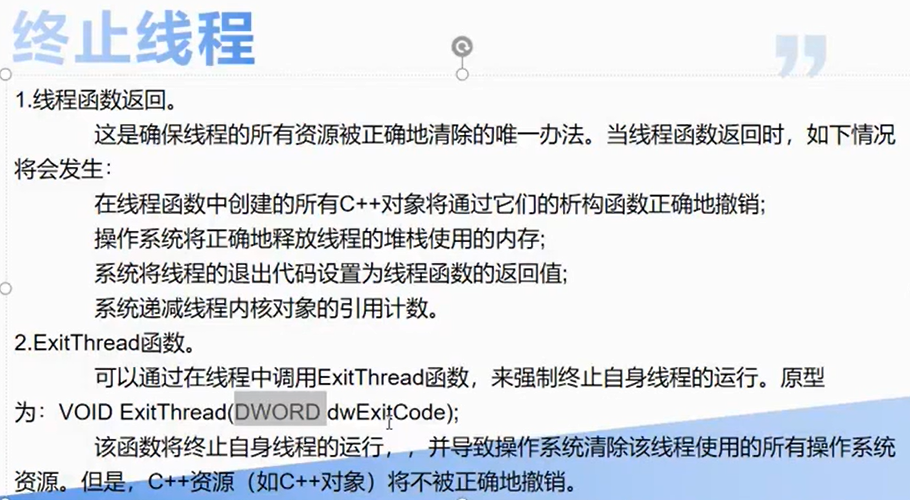 终止线程
1.线程函数返回。
这是确保线程的所有资源被正确地清除的唯一办法。当线程函数返回时，如下情况
将会发生：
在线程函数中创建的所有C++对象将通过它们的析构函数正确地撤销;
操作系统将正确地释放线程的堆栈使用的内存;
系统将线程的退出代码设置为线程函数的返回值;
系统递减线程内核对象的引用计数。
2.ExitThread函数。
可以通过在线程中调用ExitThread函数，来强制终止自身线程的运行。原型
为：VOID ExitThread(DWORD dwExitCode);
该函数将终止自身线程的运行，，并导致操作系统清除该线程使用的所有操作系统
资源。但是，C++资源（如C++对象）将不被正确地撤销。